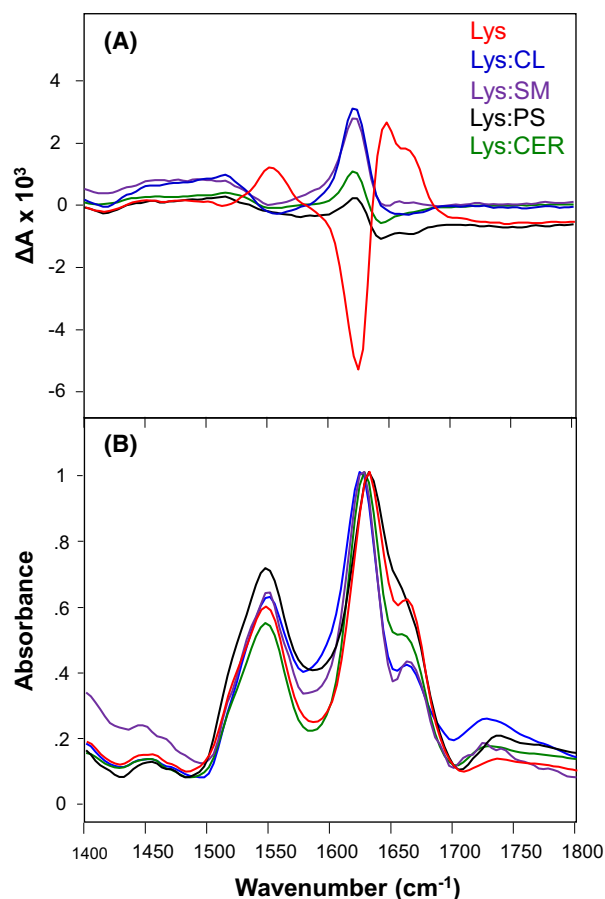 (A)
Lys
Lys:CL
Lys:SM
Lys:PS
Lys:CER
ΔA x 10³
4
2
0
-2
-4
-6
(B)
Absorbance
1
.8
.6
.4
.2
0
1400 1450 1500 1550 1600 1650 1700 1750 1800
Wavenumber (cm⁻¹)